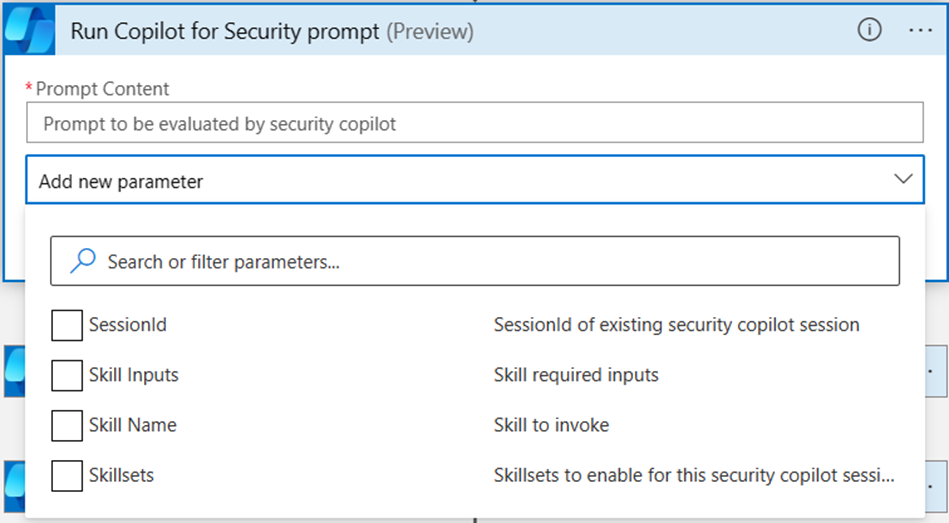 Run Copilot for Security prompt (Preview)
* Prompt Content
Prompt to be evaluated by security copilot
Add new parameter
Search or filter parameters...
SessionId SessionId of existing security copilot session
Skill Inputs Skill required inputs
Skill Name Skill to invoke
Skillsets Skillsets to enable for this security copilot sessi...